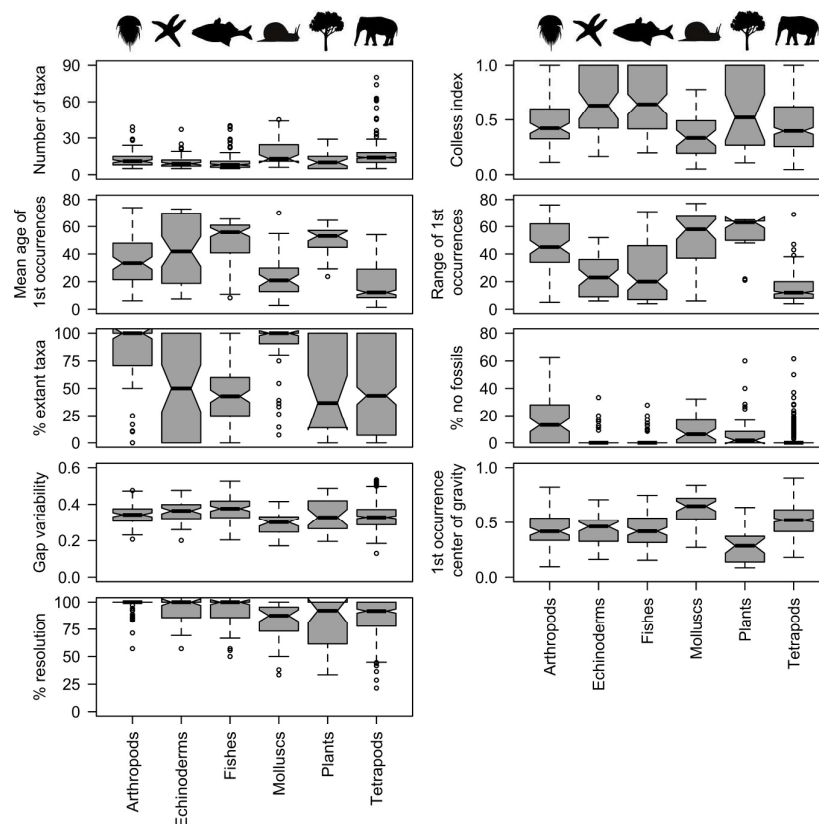 Number of taxa
90
60
30
0
Mean age of
1st occurrences
80
60
40
20
0
% extant taxa
100
50
0
Gap variability
0.6
0.4
0.2
0.0
% resolution
100
75
50
25
0
Arthropods
Echinoderms
Fishes
Molluscs
Plants
Tetrapods
Colless index
1.0
0.5
0.0
Range of 1st
occurrences
80
60
40
20
0
% no fossils
80
60
40
20
0
1st occurrence
center of gravity
1.0
0.5
0.0
Arthropods
Echinoderms
Fishes
Molluscs
Plants
Tetrapods